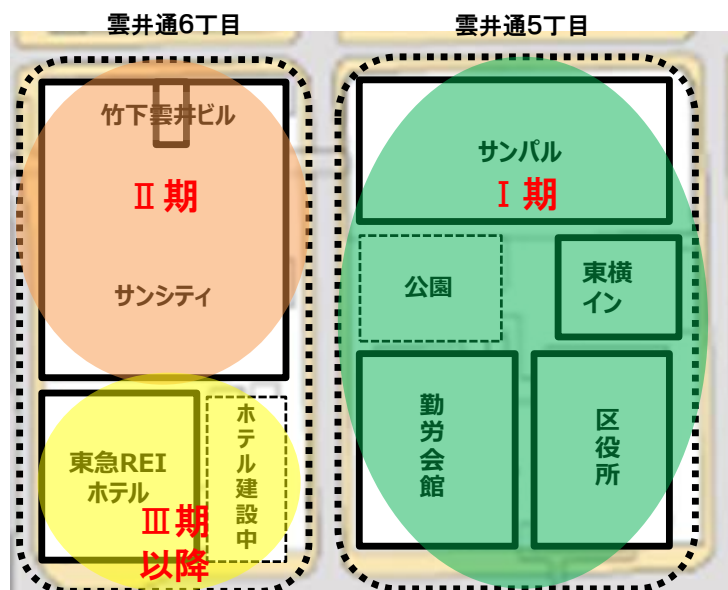 雲井通6丁目
雲井通5丁目
竹下雲井ビル
Ⅱ期
サンシティ
東急REI
ホテル
ホテル建設中
Ⅲ期
以降
サンパル
Ⅰ期
公園
東横
イン
勤労会館
区役所